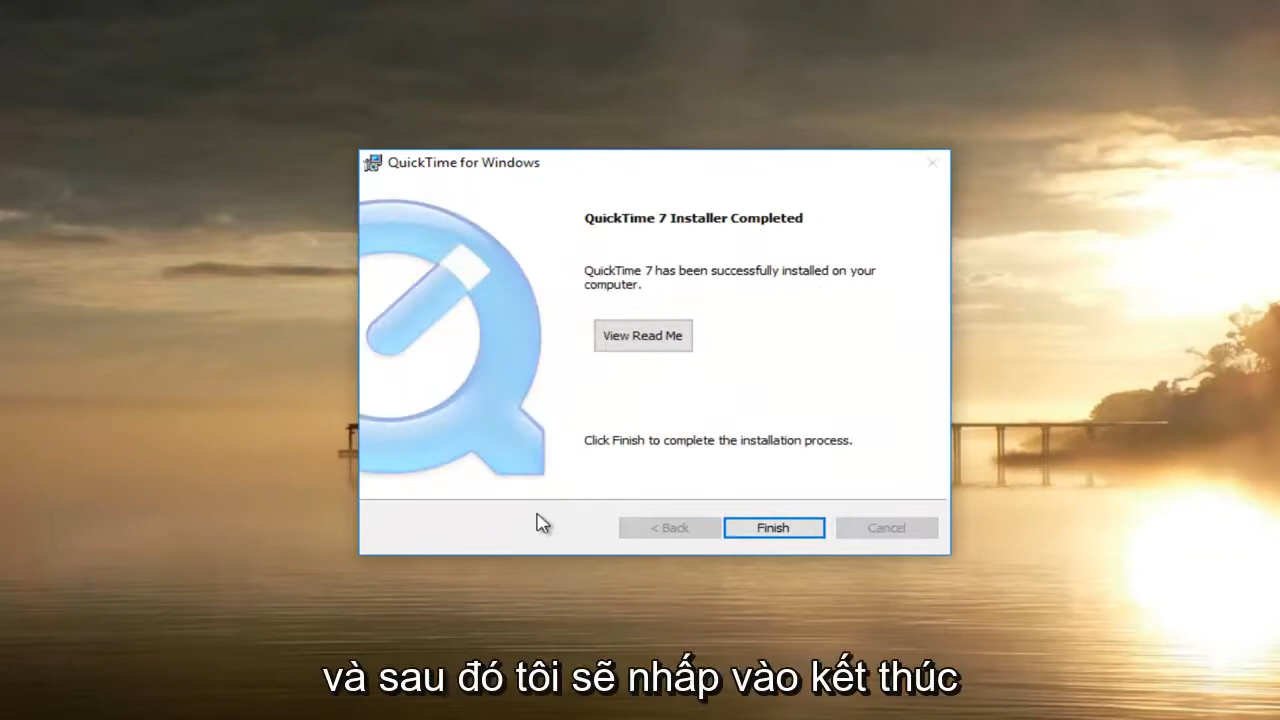 QuickTime for Windows
QuickTime 7 Installer Completed
QuickTime 7 has been successfully installed on your
computer.
View Read Me
Click Finish to complete the installation process.
< Back
Finish
Cancel
và sau đó tôi sẽ nhấp vào kết thúc